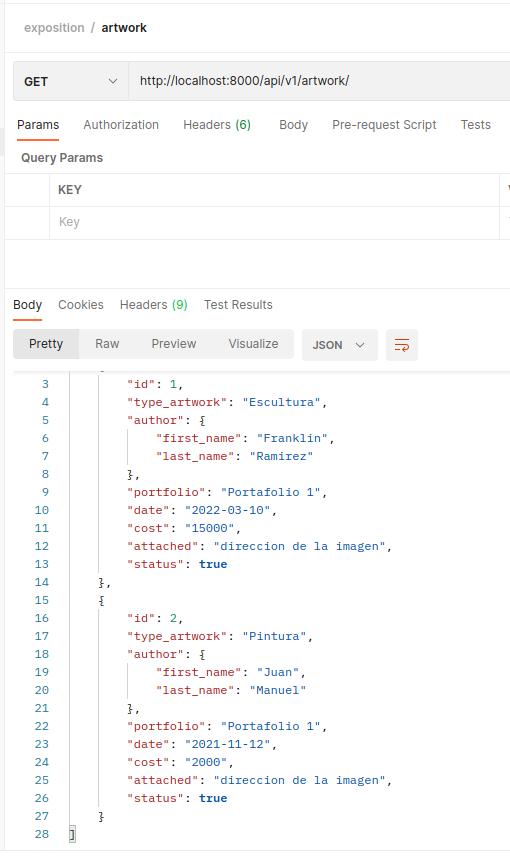 exposition / artwork
GET http://localhost:8000/api/v1/artwork/
Params Authorization Headers (6) Body Pre-request Script Tests
Query Params
KEY
Key
Body Cookies Headers (9) Test Results
Pretty Raw Preview Visualize JSON
3 "id": 1,
4 "type_artwork": "Escultura",
5 "author": {
6 "first_name": "Franklin",
7 "last_name": "Ramirez"
8 },
9 "portfolio": "Portafolio 1",
10 "date": "2022-03-10",
11 "cost": "15000",
12 "attached": "direccion de la imagen",
13 "status": true
14 },
15 {
16 "id": 2,
17 "type_artwork": "Pintura",
18 "author": {
19 "first_name": "Juan",
20 "last_name": "Manuel"
21 },
22 "portfolio": "Portafolio 1",
23 "date": "2021-11-12",
24 "cost": "2000",
25 "attached": "direccion de la imagen",
26 "status": true
27 }
28 ]